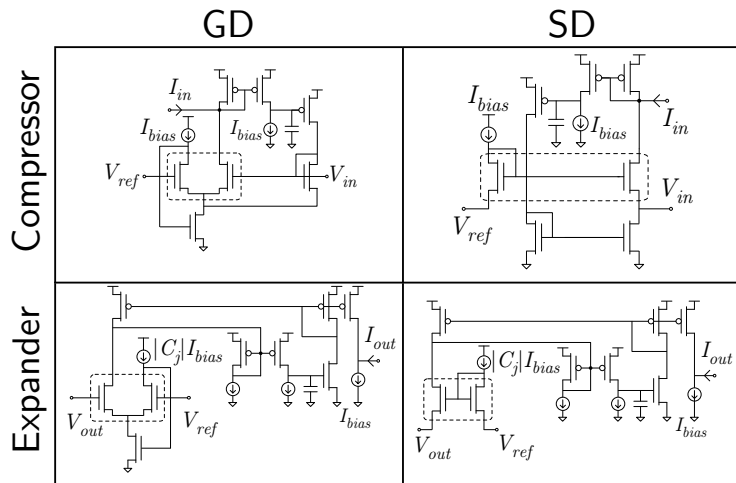 GD SD
Compressor
I_in
I_bias I_bias
V_ref V_in
I_bias
I_bias I_in
V_ref V_in
Expander
|C_j|I_bias I_out
V_out V_ref I_bias
|C_j|I_bias I_out
V_out V_ref I_bias